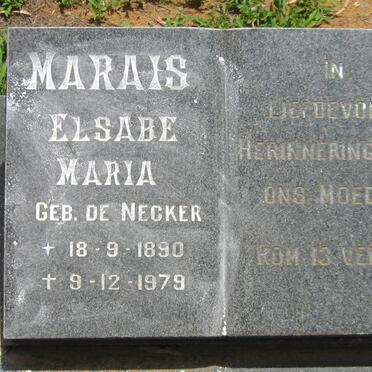 MARAIS
ELSABE
MARIA
GEB. DE NECKER
18-9-1890
✝ 9-12-1979
IN
LIEFDEVOL
HERINNERING
ONS MOED
ROM 13 VE